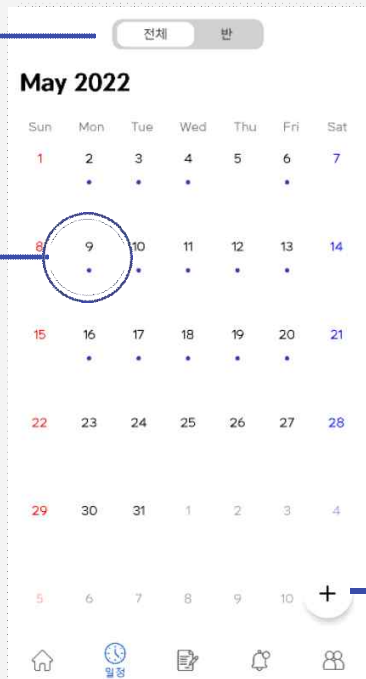 전체 반
May 2022
Sun Mon Tue Wed Thu Fri Sat
1 2 3 4 5 6 7
8 9 10 11 12 13 14
15 16 17 18 19 20 21
22 23 24 25 26 27 28
29 30 31 1 2 3 4
5 6 7 8 9 10 +
일정